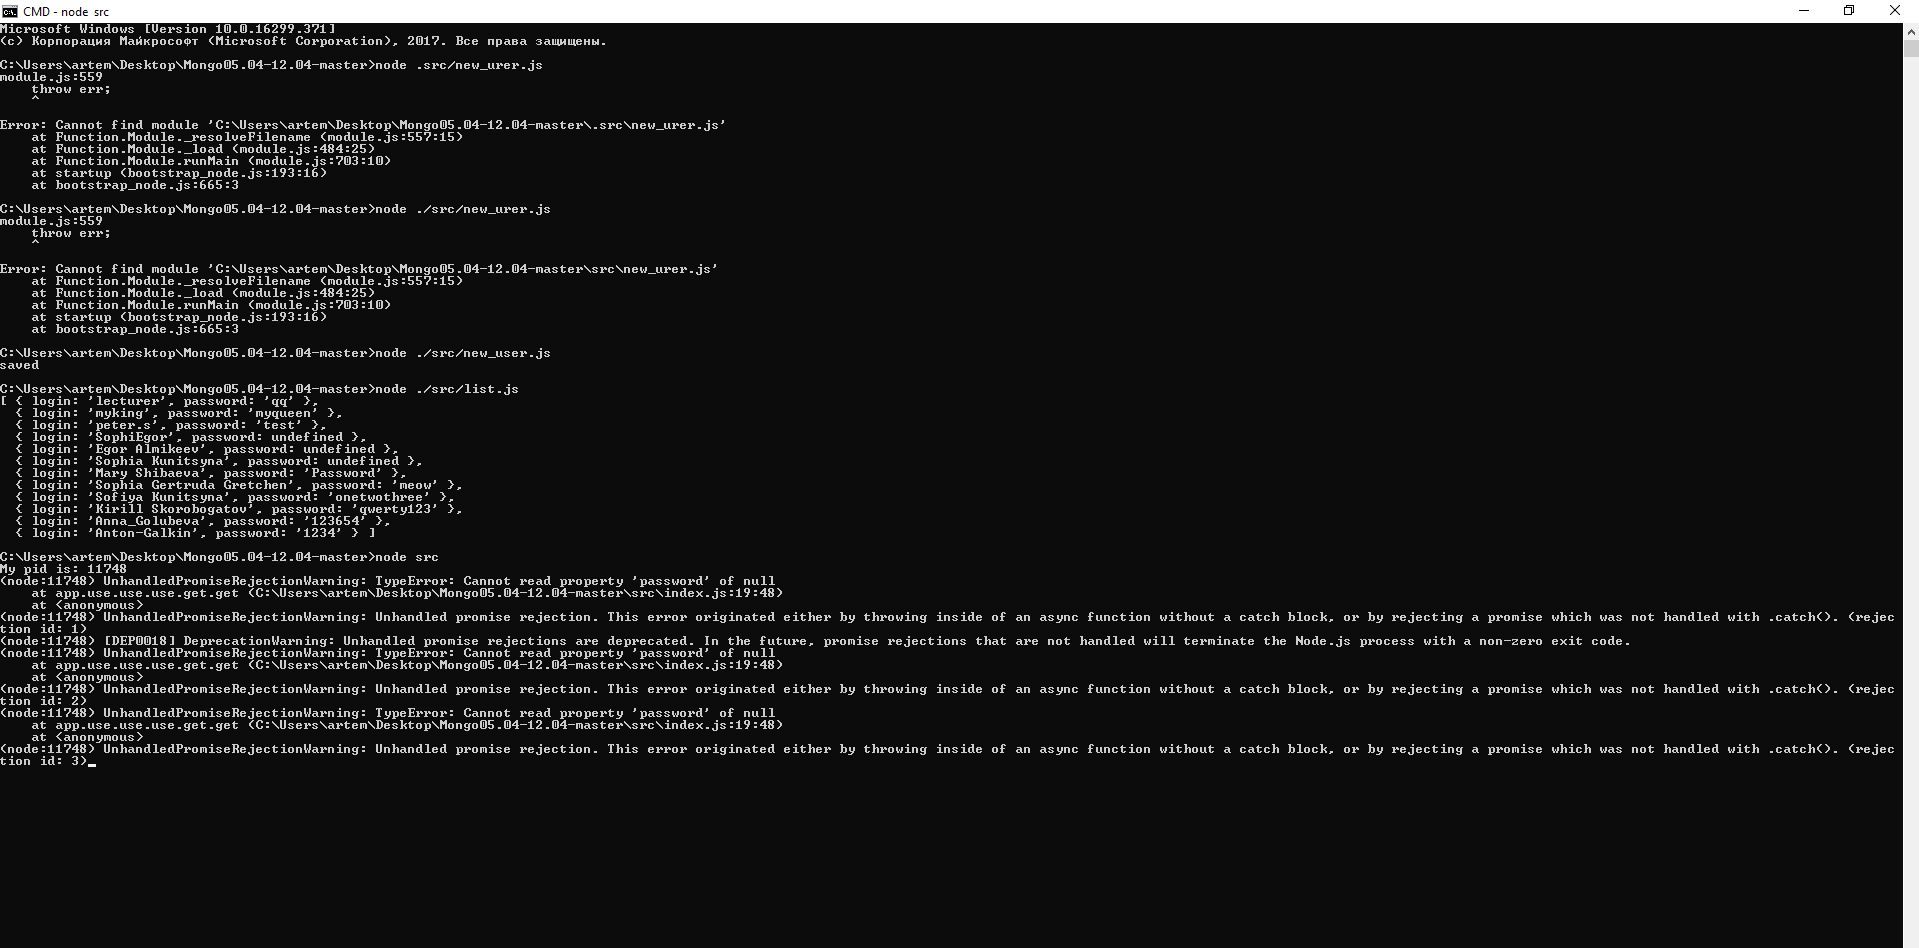 CMD - node src
Microsoft Windows [Version 10.0.16299.371]
(c) Корпорация Майкрософт (Microsoft Corporation), 2017. Все права защищены.
C:\Users\artem\Desktop\Mongo05.04-12.04-master>node .src/new_urer.js
module.js:559
    throw err;
    ^
Error: Cannot find module 'C:\Users\artem\Desktop\Mongo05.04-12.04-master\.src\new_urer.js'
    at Function.Module._resolveFilename (module.js:557:15)
    at Function.Module._load (module.js:484:25)
    at Function.Module.runMain (module.js:703:10)
    at startup (bootstrap_node.js:193:16)
    at bootstrap_node.js:665:3
C:\Users\artem\Desktop\Mongo05.04-12.04-master>node ./src/new_urer.js
module.js:559
    throw err;
    ^
Error: Cannot find module 'C:\Users\artem\Desktop\Mongo05.04-12.04-master\src\new_urer.js'
    at Function.Module._resolveFilename (module.js:557:15)
    at Function.Module._load (module.js:484:25)
    at Function.Module.runMain (module.js:703:10)
    at startup (bootstrap_node.js:193:16)
    at bootstrap_node.js:665:3
C:\Users\artem\Desktop\Mongo05.04-12.04-master>node ./src/new_user.js
saved
C:\Users\artem\Desktop\Mongo05.04-12.04-master>node ./src/list.js
[ { login: 'lecturer', password: 'qq' },
  { login: 'myking', password: 'myqueen' },
  { login: 'peter.s', password: 'test' },
  { login: 'SophiEgor', password: undefined },
  { login: 'Egor Almikeev', password: undefined },
  { login: 'Sophia Kunitsyna', password: undefined },
  { login: 'Mary Shibaeva', password: 'Password' },
  { login: 'Sophia Gertruda Gretchen', password: 'meow' },
  { login: 'Sofiya Kunitsyna', password: 'onetwothree' },
  { login: 'Kirill Skorobogatov', password: 'qwerty123' },
  { login: 'Anna_Golubeva', password: '123654' },
  { login: 'Anton-Galkin', password: '1234' } ]
C:\Users\artem\Desktop\Mongo05.04-12.04-master>node src
My pid is: 11748
(node:11748) UnhandledPromiseRejectionWarning: TypeError: Cannot read property 'password' of null
    at app.use.use.use.get.get (C:\Users\artem\Desktop\Mongo05.04-12.04-master\src\index.js:19:48)
    at <anonymous>
(node:11748) UnhandledPromiseRejectionWarning: Unhandled promise rejection. This error originated either by throwing inside of an async function without a catch block, or by rejecting a promise which was not handled with .catch(). (rejec
tion id: 1)
(node:11748) [DEP0018] DeprecationWarning: Unhandled promise rejections are deprecated. In the future, promise rejections that are not handled will terminate the Node.js process with a non-zero exit code.
(node:11748) UnhandledPromiseRejectionWarning: TypeError: Cannot read property 'password' of null
    at app.use.use.use.get.get (C:\Users\artem\Desktop\Mongo05.04-12.04-master\src\index.js:19:48)
    at <anonymous>
(node:11748) UnhandledPromiseRejectionWarning: Unhandled promise rejection. This error originated either by throwing inside of an async function without a catch block, or by rejecting a promise which was not handled with .catch(). (rejec
tion id: 2)
(node:11748) UnhandledPromiseRejectionWarning: TypeError: Cannot read property 'password' of null
    at app.use.use.use.get.get (C:\Users\artem\Desktop\Mongo05.04-12.04-master\src\index.js:19:48)
    at <anonymous>
(node:11748) UnhandledPromiseRejectionWarning: Unhandled promise rejection. This error originated either by throwing inside of an async function without a catch block, or by rejecting a promise which was not handled with .catch(). (rejec
tion id: 3)